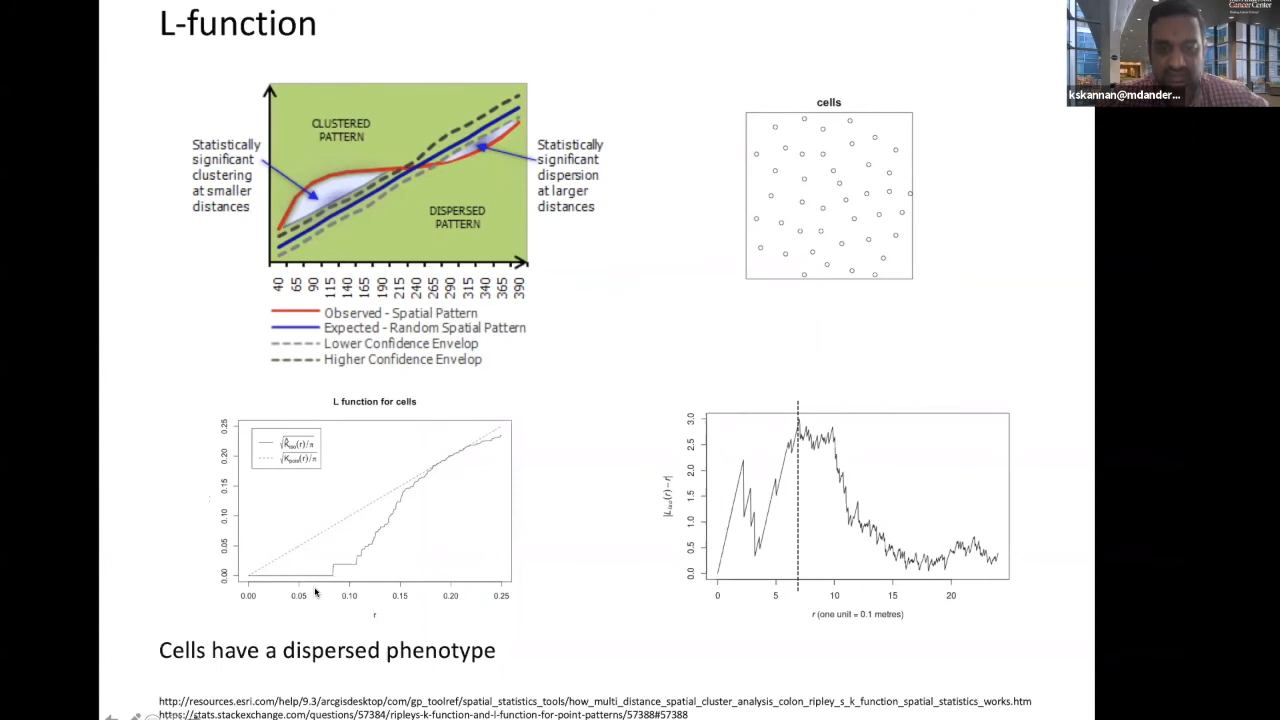 L-function
Cancer Center
kskannan@mdander...
CLUSTERED
PATTERN
Statistically
significant
clustering
at smaller
distances
Statistically
significant
dispersion
at larger
distances
DISPERSED
PATTERN
40 65 90 115 140 165 190 215 240 265 290 315 340 365 390
Observed - Spatial Pattern
Expected - Random Spatial Pattern
Lower Confidence Envelop
Higher Confidence Envelop
cells
L function for cells
0.25
0.20
0.15
0.10
0.05
0.00
0.00 0.05 0.10 0.15 0.20 0.25
r
3.0
2.5
2.0
1.5
1.0
0.5
0.0
|L̂iso(r) − r|
0 5 10 15 20
r (one unit = 0.1 metres)
Cells have a dispersed phenotype
http://resources.esri.com/help/9.3/arcgisdesktop/com/gp_toolref/spatial_statistics_tools/how_multi_distance_spatial_cluster_analysis_colon_ripley_s_k_function_spatial_statistics_works.htm
https://stats.stackexchange.com/questions/57384/ripleys-k-function-and-l-function-for-point-patterns/57388#57388